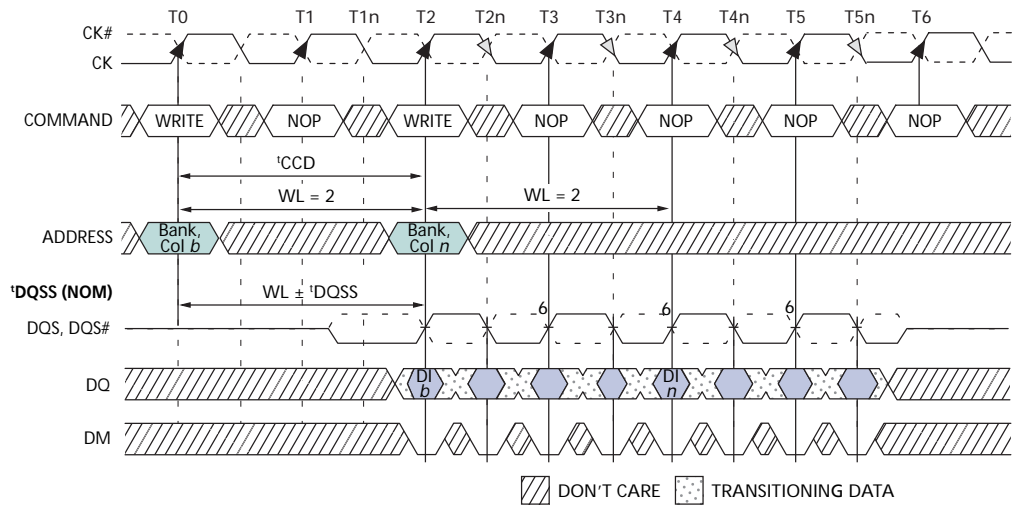 T0 T1 T1n T2 T2n T3 T3n T4 T4n T5 T5n T6
CK#
CK
COMMAND WRITE NOP WRITE NOP NOP NOP NOP
tCCD
WL = 2 WL = 2
ADDRESS Bank, Col b Bank, Col n
tDQSS (NOM) WL ± tDQSS
DQS, DQS# 6 6 6
DQ DI b DI n
DM
DON'T CARE TRANSITIONING DATA